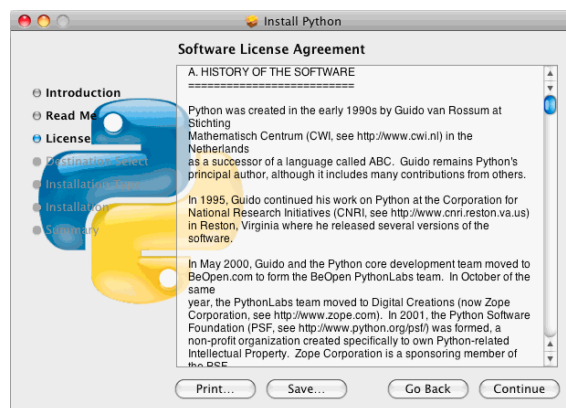 Install Python
Software License Agreement
Introduction
Read Me
License
Destination Select
Installation Type
Installation
Summary
A. HISTORY OF THE SOFTWARE
==========================
Python was created in the early 1990s by Guido van Rossum at
Stichting
Mathematisch Centrum (CWI, see http://www.cwi.nl) in the
Netherlands
as a successor of a language called ABC. Guido remains Python's
principal author, although it includes many contributions from others.
In 1995, Guido continued his work on Python at the Corporation for
National Research Initiatives (CNRI, see http://www.cnri.reston.va.us)
in Reston, Virginia where he released several versions of the
software.
In May 2000, Guido and the Python core development team moved to
BeOpen.com to form the BeOpen PythonLabs team. In October of the
same
year, the PythonLabs team moved to Digital Creations (now Zope
Corporation, see http://www.zope.com). In 2001, the Python Software
Foundation (PSF, see http://www.python.org/psf/) was formed, a
non-profit organization created specifically to own Python-related
Intellectual Property. Zope Corporation is a sponsoring member of
the PSF.
Print...
Save...
Go Back
Continue